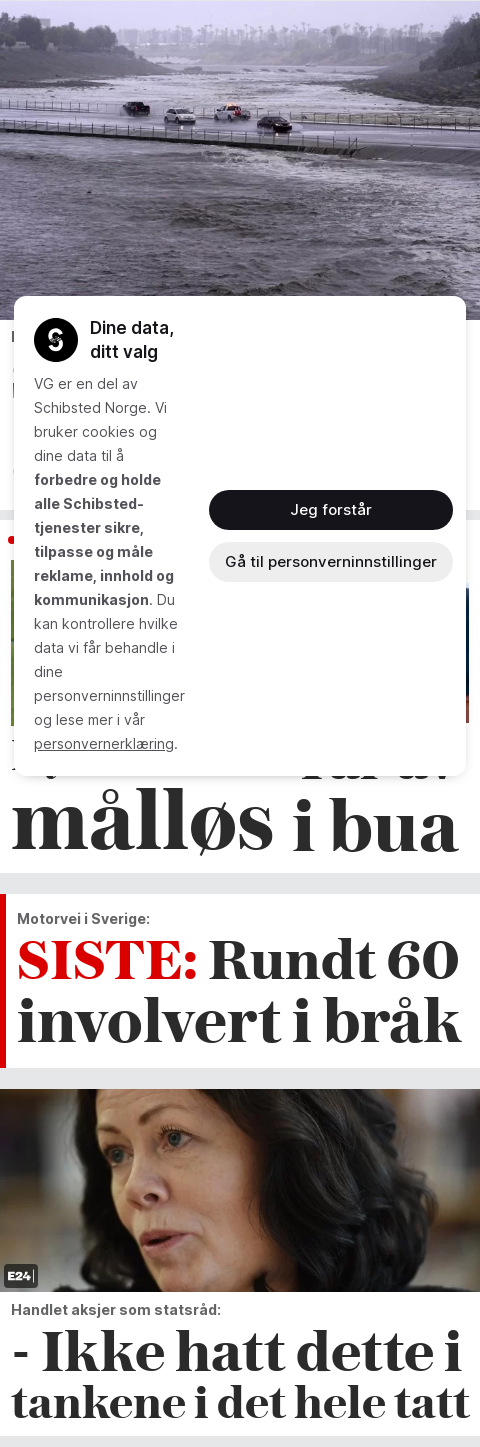 Dine data,
ditt valg
VG er en del av
Schibsted Norge. Vi
bruker cookies og
dine data til å
forbedre og holde
alle Schibsted-
tjenester sikre,
tilpasse og måle
reklame, innhold og
kommunikasjon. Du
kan kontrollere hvilke
data vi får behandle i
dine
personverninnstillinger
og lese mer i vår
personvernerklæring.
Jeg forstår
Gå til personverninnstillinger
målløs
i bua
Motorvei i Sverige:
SISTE: Rundt 60
involvert i bråk
E24
Handlet aksjer som statsråd:
- Ikke hatt dette i
tankene i det hele tatt